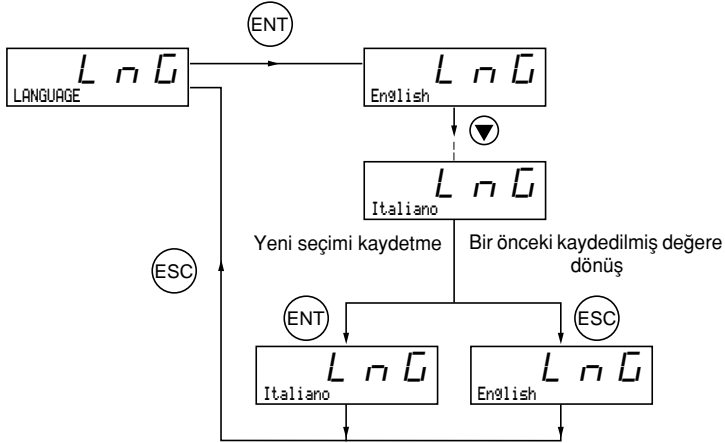 ENT
LnG
LANGUAGE
LnG
English
LnG
Italiano
Yeni seçimi kaydetme
Bir önceki kaydedilmiş değere
dönüş
ESC
ENT
ESC
LnG
Italiano
LnG
English